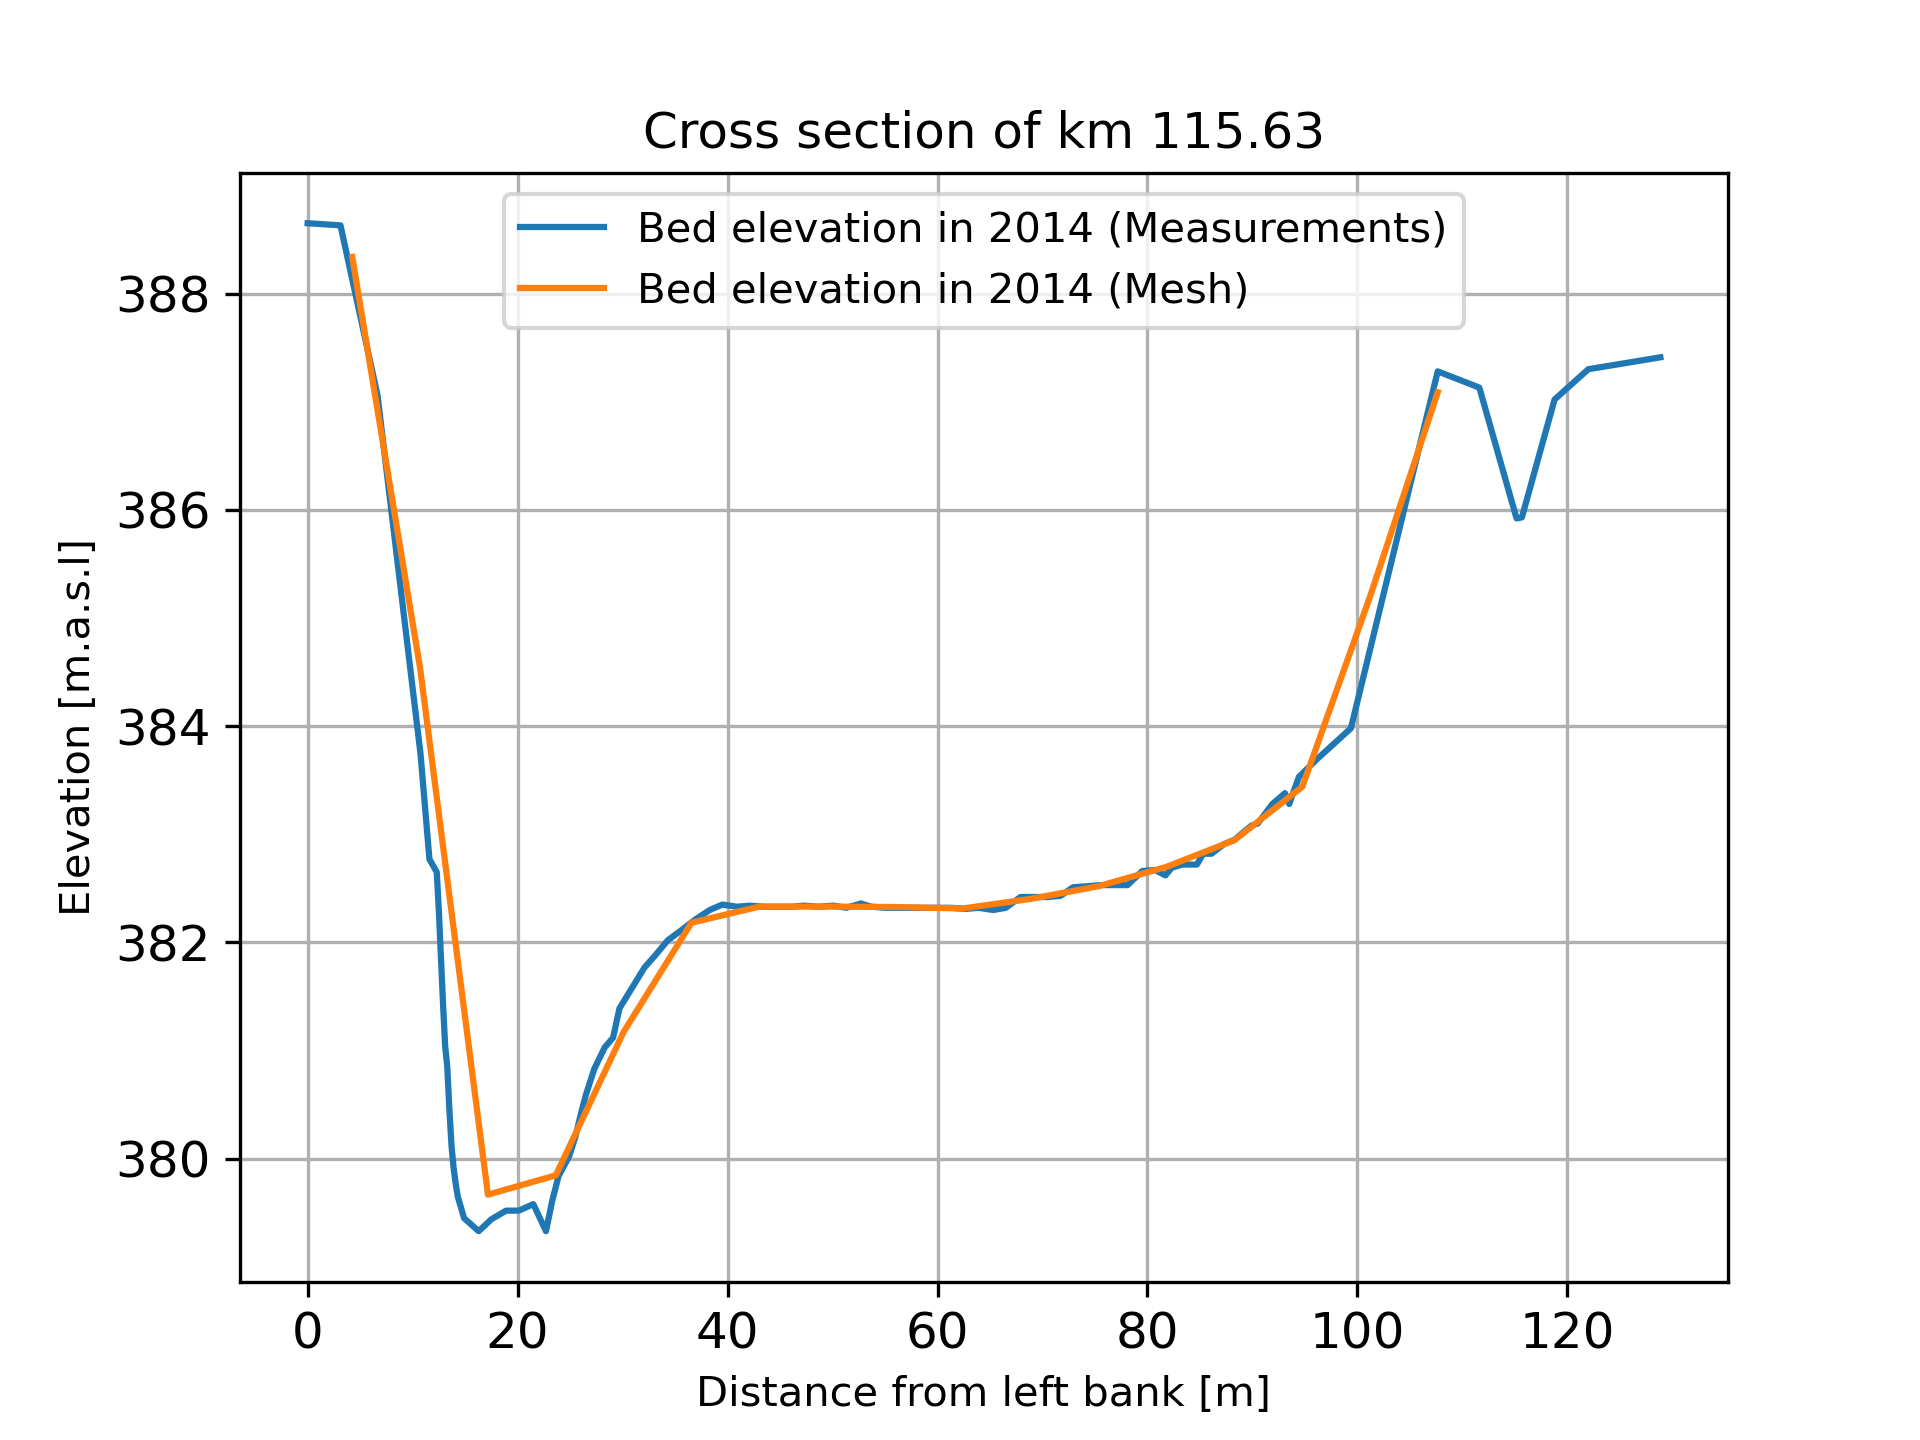 Cross section of km 115.63
Bed elevation in 2014 (Measurements)
Bed elevation in 2014 (Mesh)
Elevation [m.a.s.l]
388
386
384
382
380
0 20 40 60 80 100 120
Distance from left bank [m]